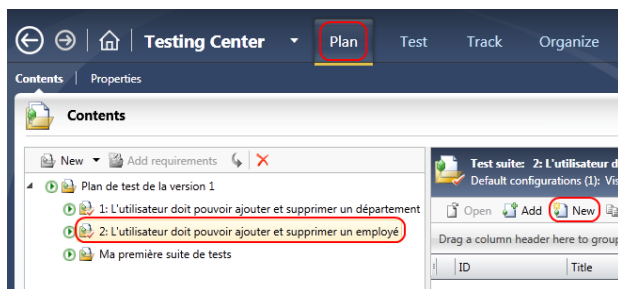 Testing Center Plan Test Track Organize
Contents Properties
Contents
New Add requirements
Plan de test de la version 1
1: L'utilisateur doit pouvoir ajouter et supprimer un département
2: L'utilisateur doit pouvoir ajouter et supprimer un employé
Ma première suite de tests
Test suite: 2: L'utilisateur d
Default configurations (1): Vis
Open Add New
Drag a column header here to group
ID Title